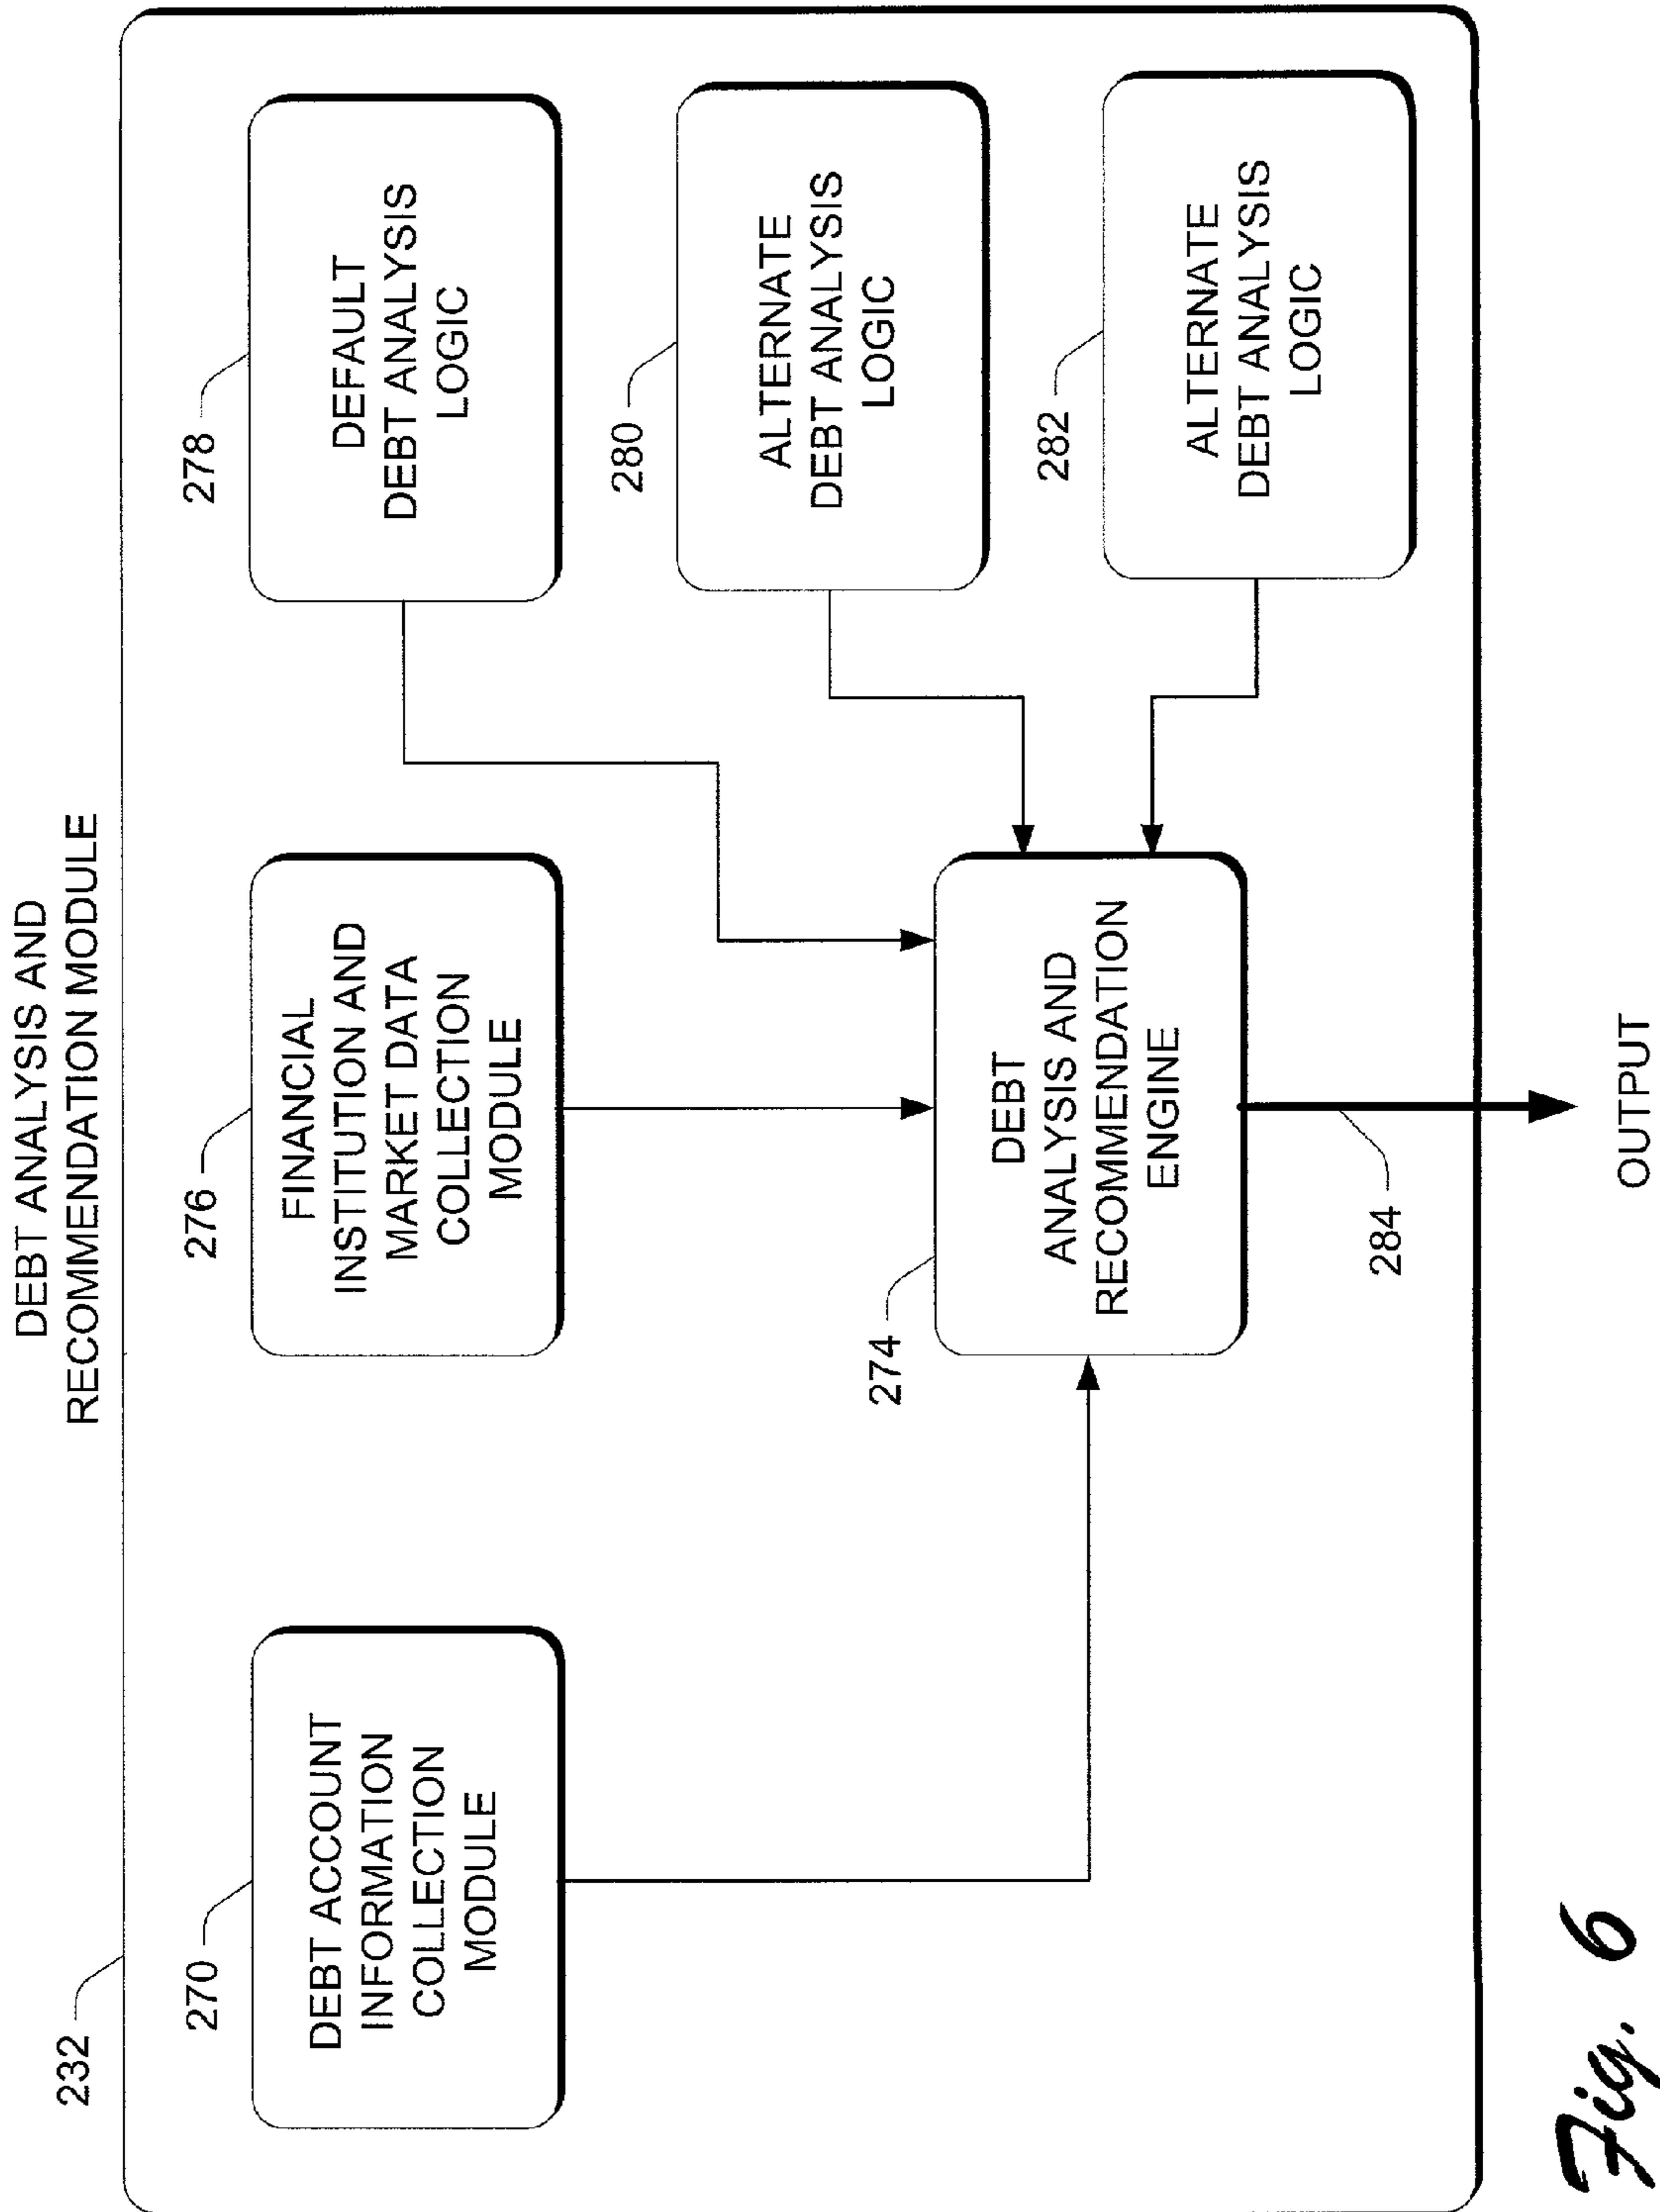 DEBT ANALYSIS AND
RECOMMENDATION MODULE
232
270
DEBT ACCOUNT
INFORMATION
COLLECTION
MODULE
276
FINANCIAL
INSTITUTION AND
MARKET DATA
COLLECTION
MODULE
278
DEFAULT
DEBT ANALYSIS
LOGIC
280
ALTERNATE
DEBT ANALYSIS
LOGIC
282
ALTERNATE
DEBT ANALYSIS
LOGIC
274
DEBT
ANALYSIS AND
RECOMMENDATION
ENGINE
284
OUTPUT
Fig. 6